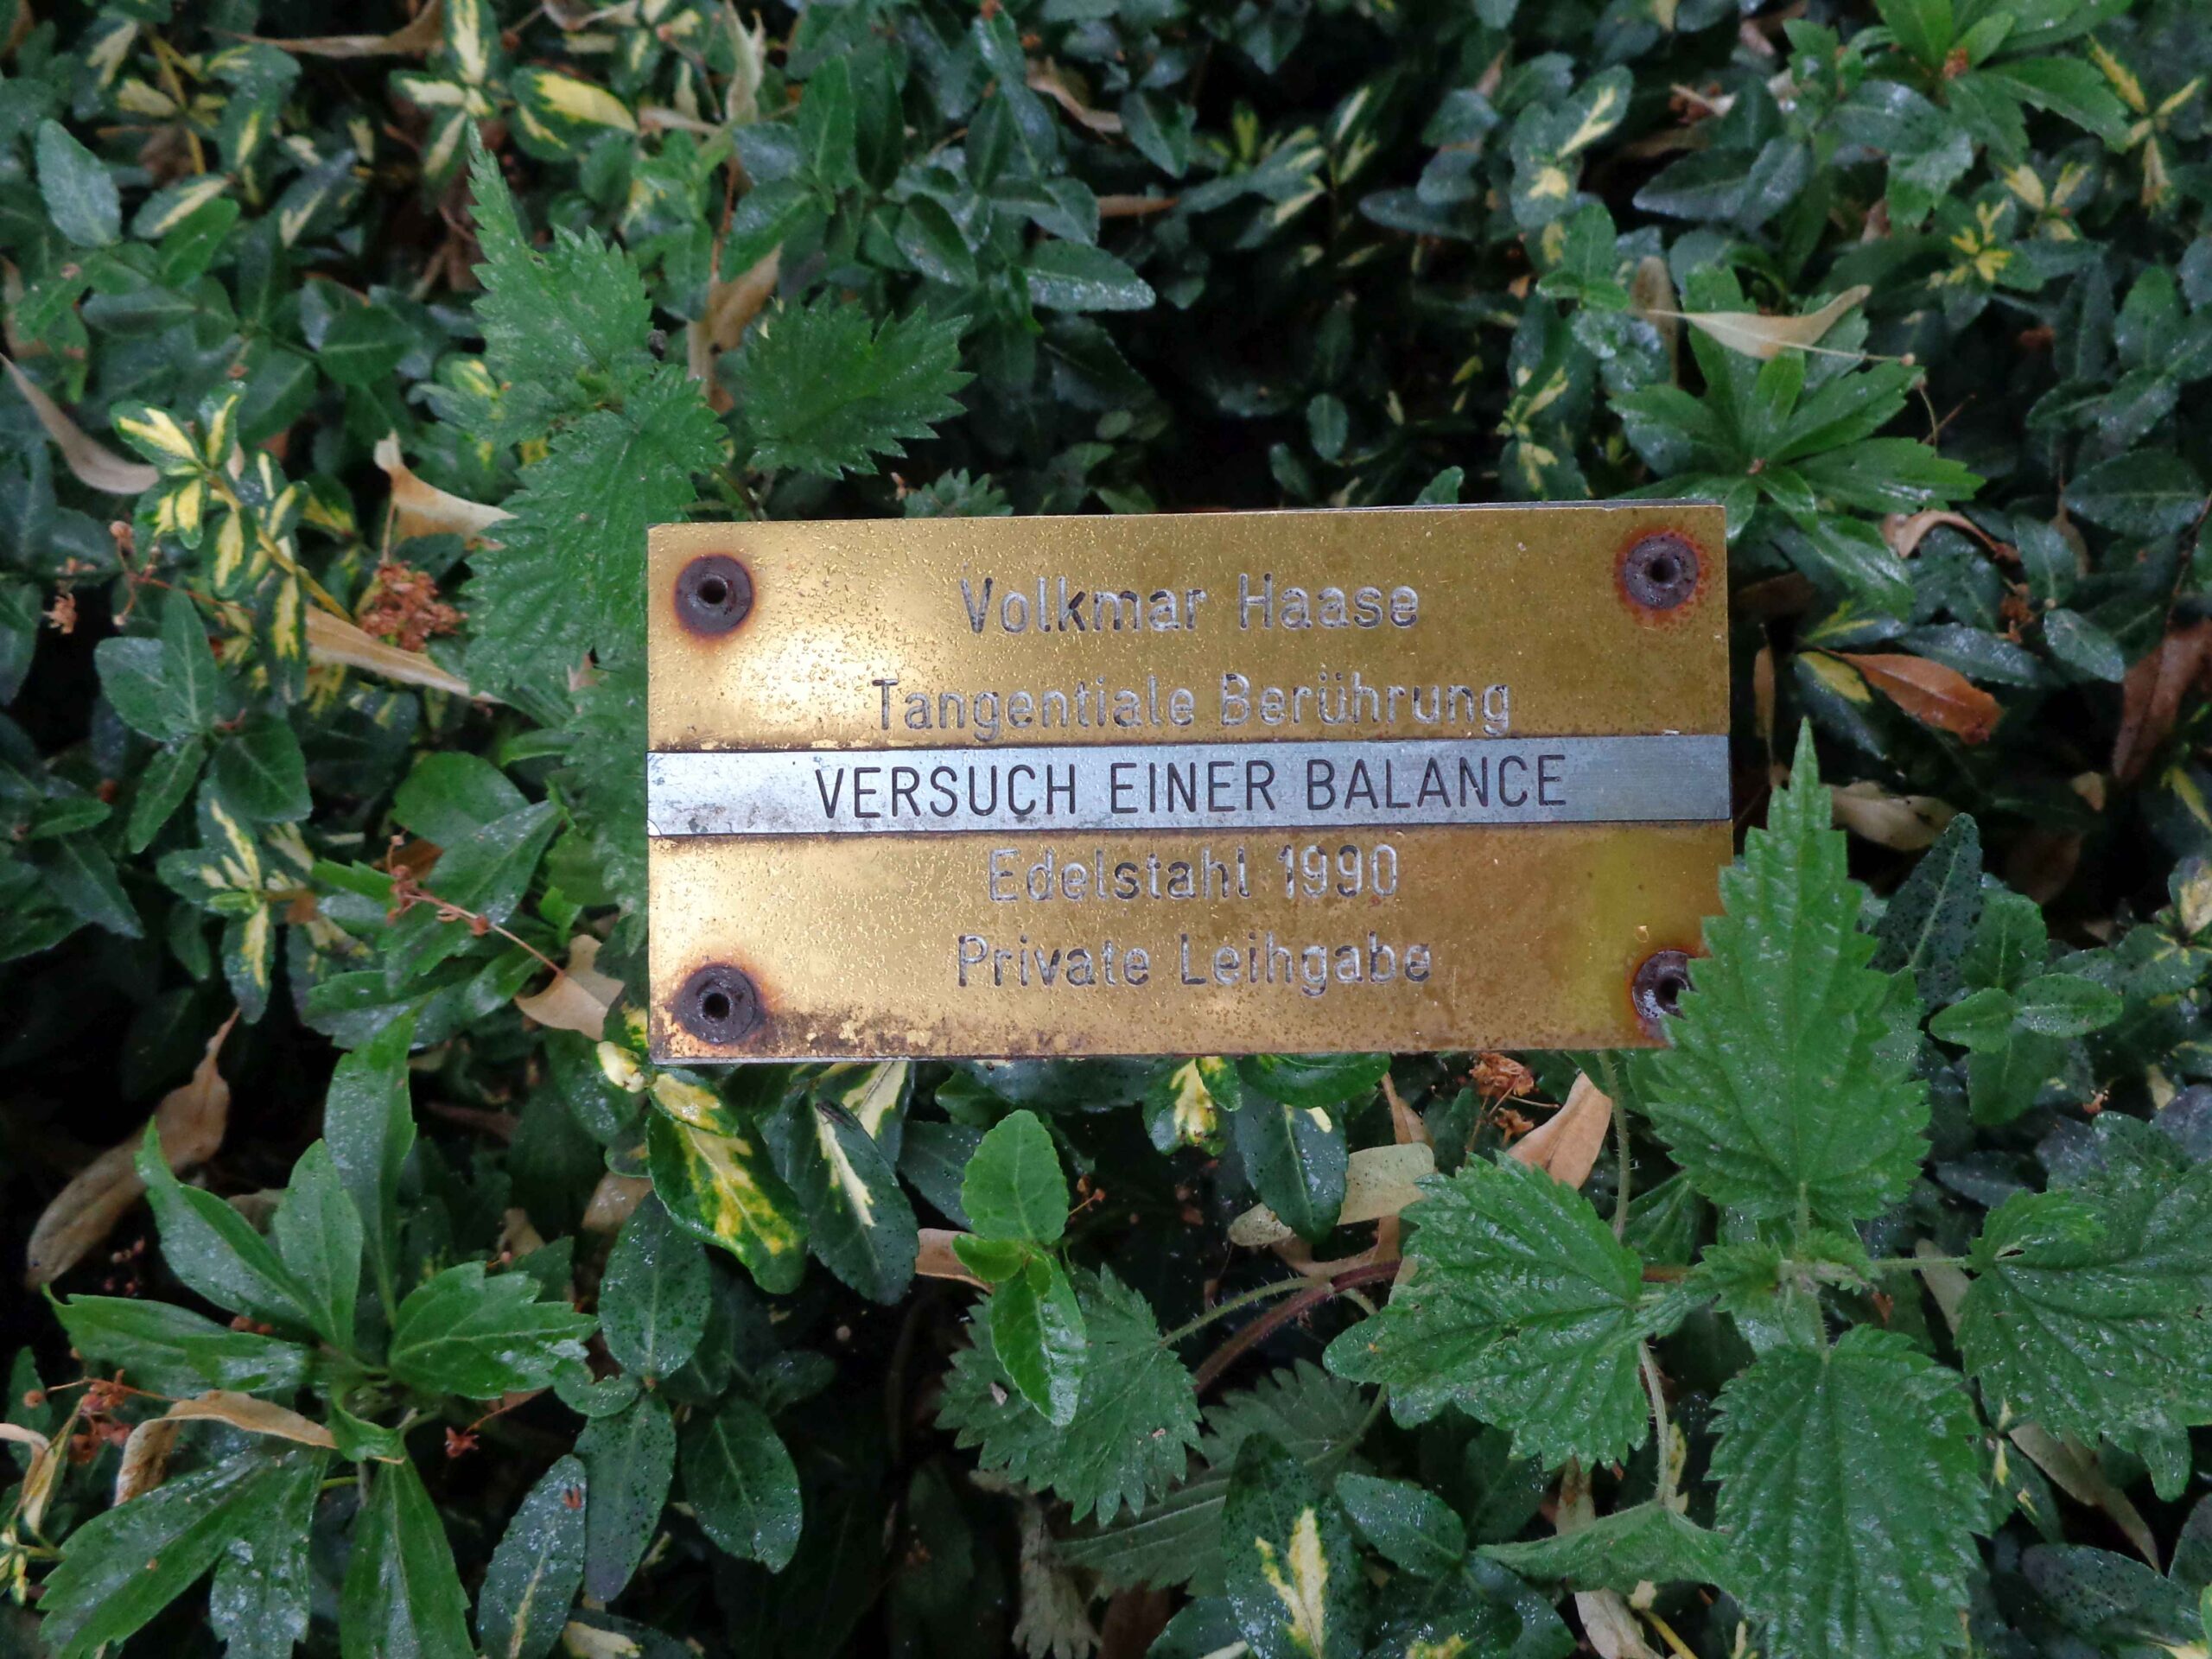 Volkmar Haase
Tangentiale Berührung
VERSUCH EINER BALANCE
Edelstahl 1990
Private Leihgabe